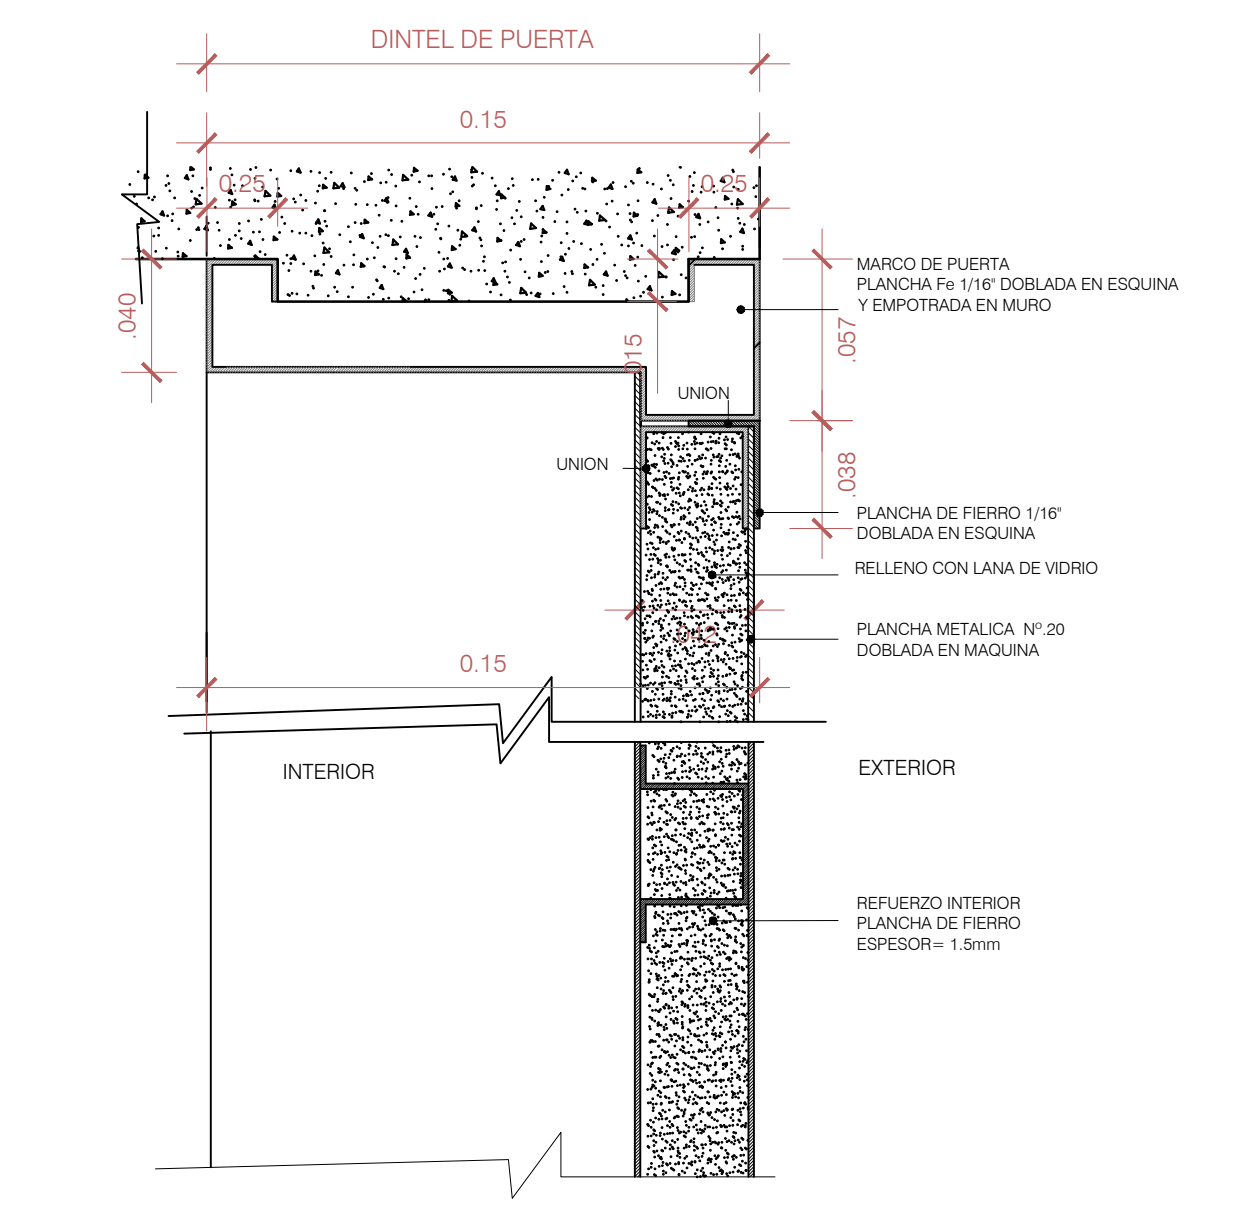 DINTEL DE PUERTA
0.15
0.25
0.25
MARCO DE PUERTA
PLANCHA Fe 1/16" DOBLADA EN ESQUINA
Y EMPOTRADA EN MURO
.040
.015
.057
UNION
UNION
.038
PLANCHA DE FIERRO 1/16"
DOBLADA EN ESQUINA
RELLENO CON LANA DE VIDRIO
.042
PLANCHA METALICA Nº.20
DOBLADA EN MAQUINA
0.15
INTERIOR
EXTERIOR
REFUERZO INTERIOR
PLANCHA DE FIERRO
ESPESOR= 1.5mm